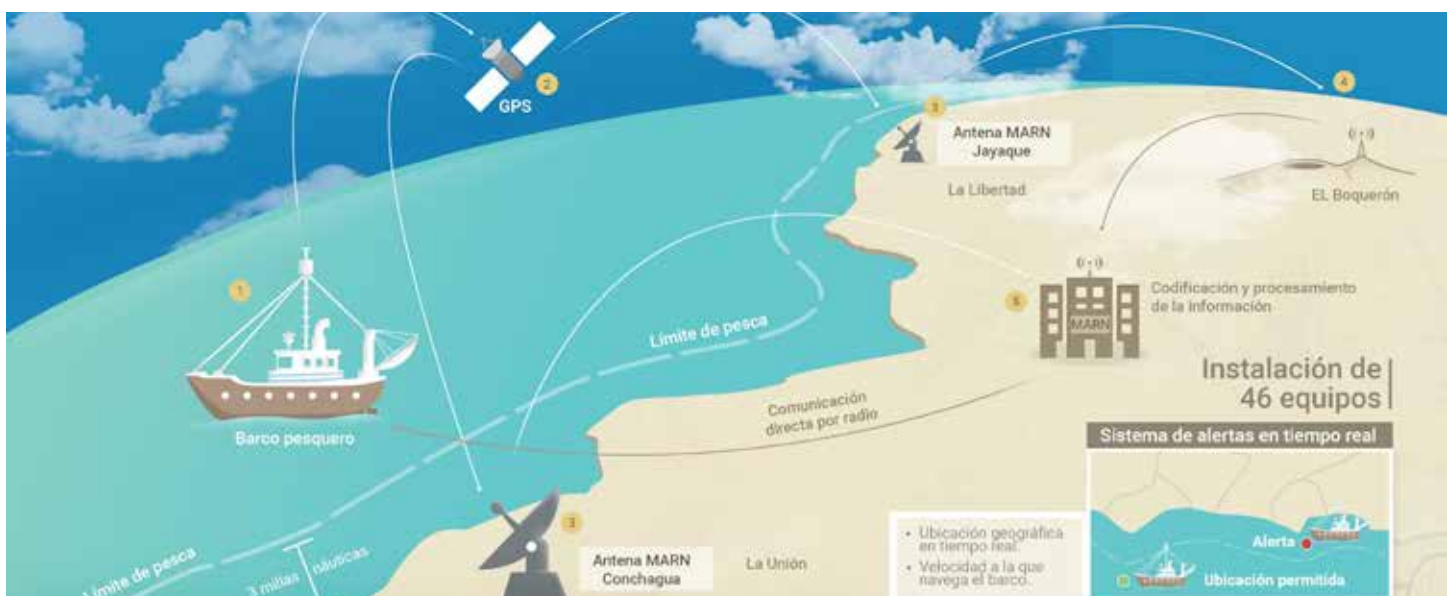 2
GPS
3
Antena MARN
Jayaque
La Libertad
4
EL Boquerón
1
Barco pesquero
Límite de pesca
5
MARN
Codificación y procesamiento
de la información
Instalación de
46 equipos
Comunicación
directa por radio
Sistema de alertas en tiempo real
Alerta
Ubicación permitida
Límite de pesca
3 millas náuticas
3
Antena MARN
Conchagua
La Unión
• Ubicación geográfica
en tiempo real.
• Velocidad a la que
navega el barco.